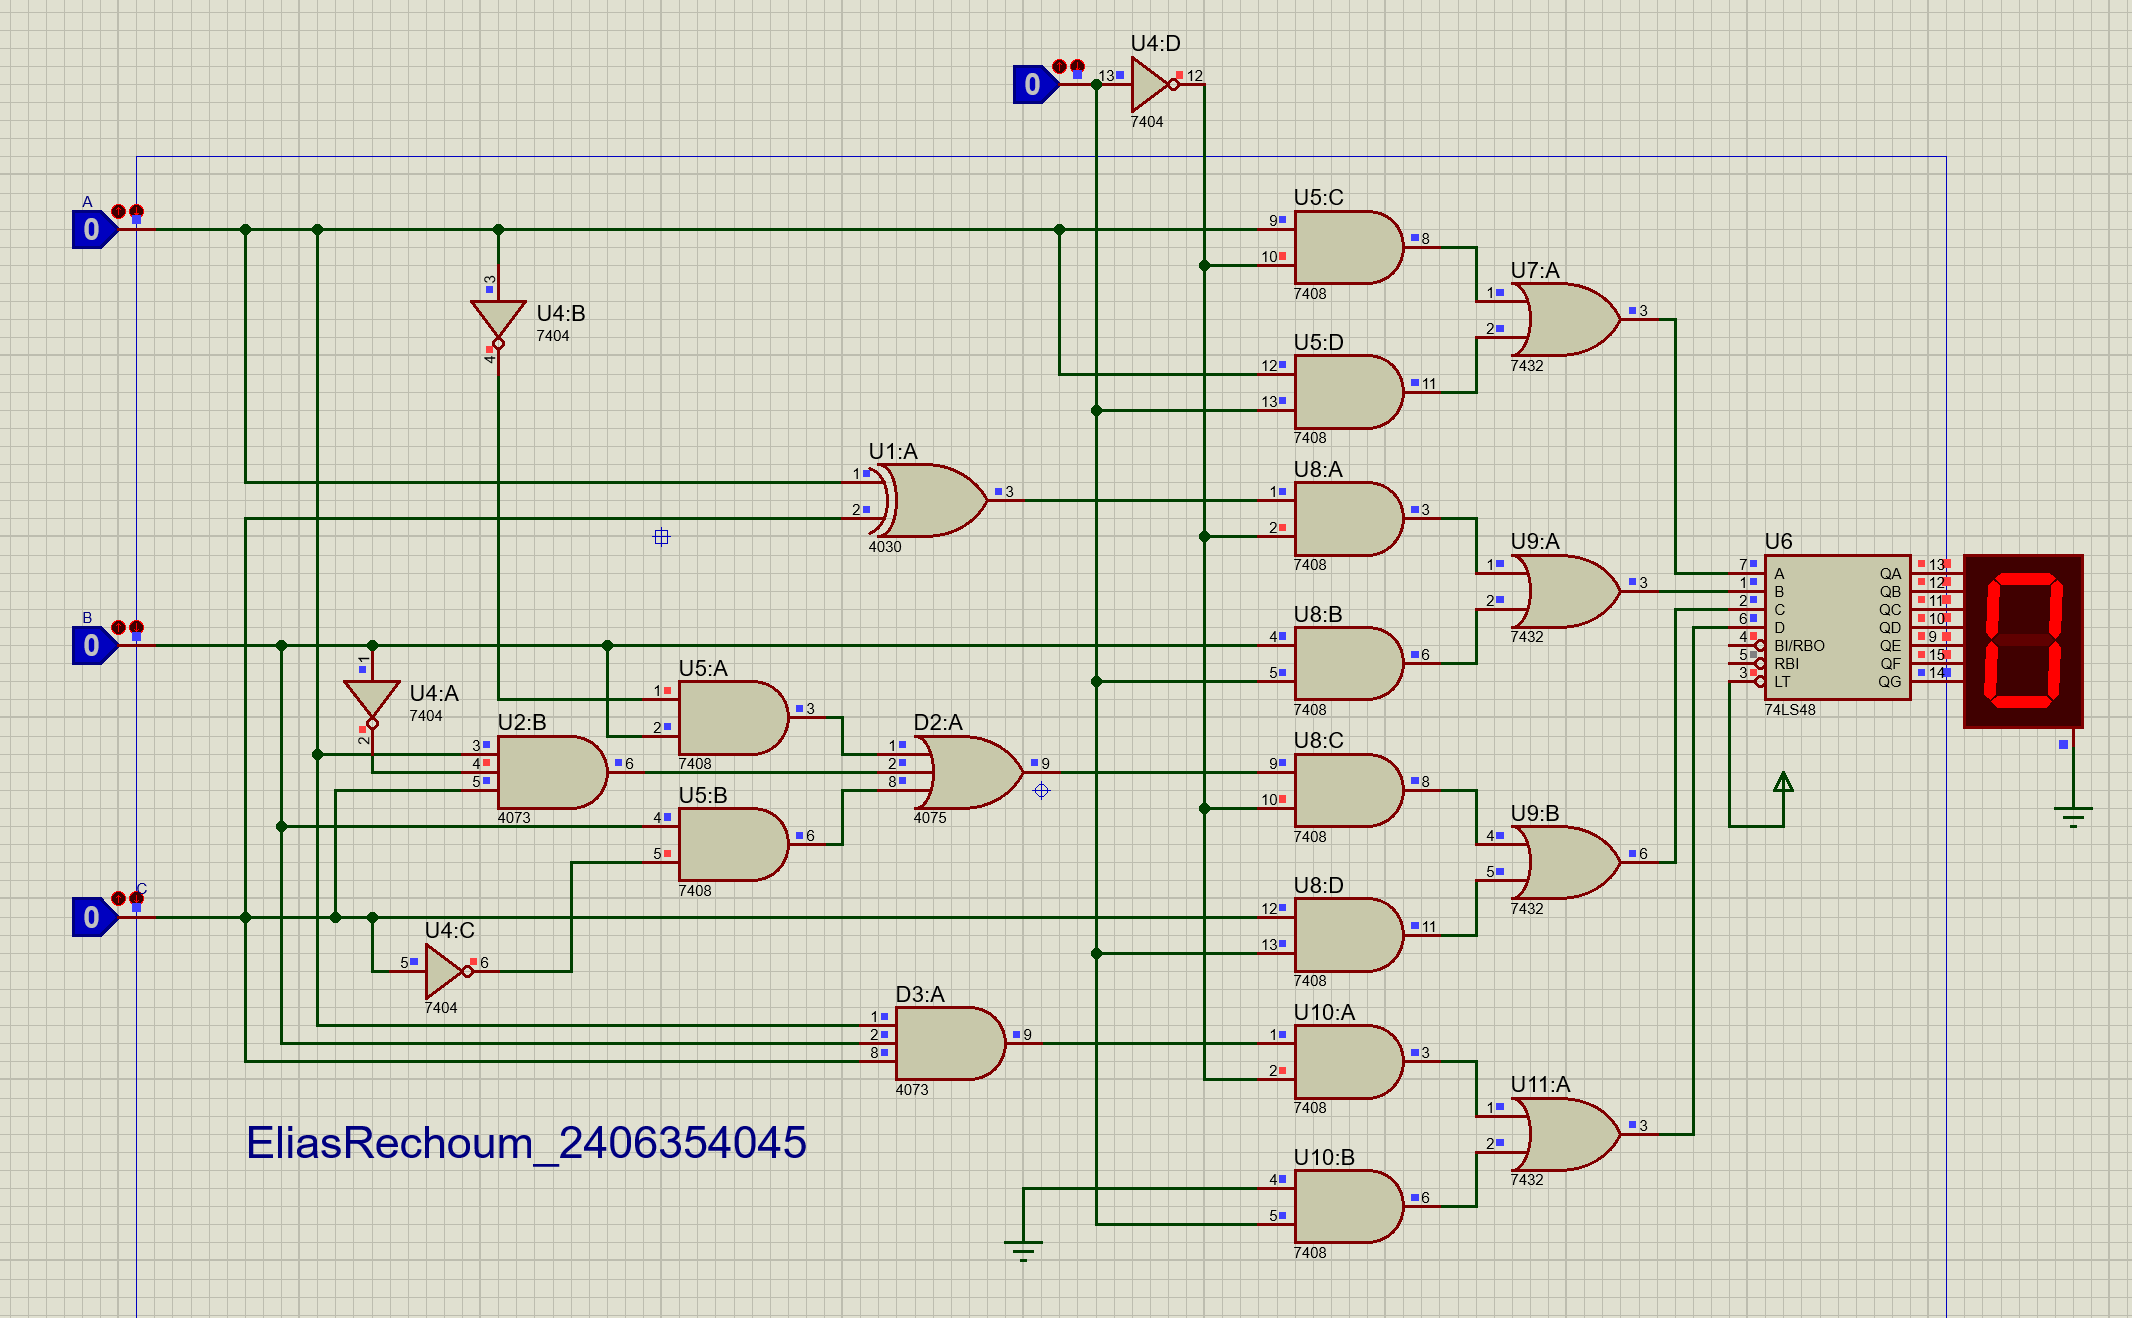 U4:D
0
13
12
7404
A
0
U5:C
9
10
8
7408
U7:A
1
2
3
7432
3
U4:B
7404
4
U5:D
12
13
11
7408
U1:A
1
2
3
4030
U8:A
1
2
3
7408
U9:A
1
2
3
7432
U6
7 A QA 13
1 B QB 12
2 C QC 11
6 D QD 10
4 BI/RBO QE 9
5 RBI QF 15
3 LT QG 14
74LS48
0
B
0
U8:B
4
5
6
7408
1
U4:A
7404
2
U5:A
1
2
3
7408
U2:B
3
4
5
6
4073
D2:A
1
2
8
9
4075
U8:C
9
10
8
7408
U5:B
4
5
6
7408
U9:B
4
5
6
7432
C
0
U8:D
12
13
11
7408
U4:C
5
6
7404
D3:A
1
2
8
9
4073
U10:A
1
2
3
7408
U11:A
1
2
3
7432
EliasRechoum_2406354045
U10:B
4
5
6
7408